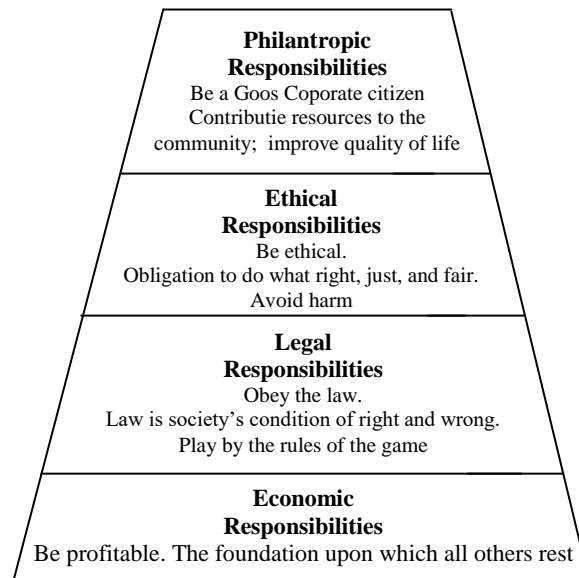 Philantropic
Responsibilities
Be a Goos Coporate citizen
Contributie resources to the
community; improve quality of life
Ethical
Responsibilities
Be ethical.
Obligation to do what right, just, and fair.
Avoid harm
Legal
Responsibilities
Obey the law.
Law is society’s condition of right and wrong.
Play by the rules of the game
Economic
Responsibilities
Be profitable. The foundation upon which all others rest